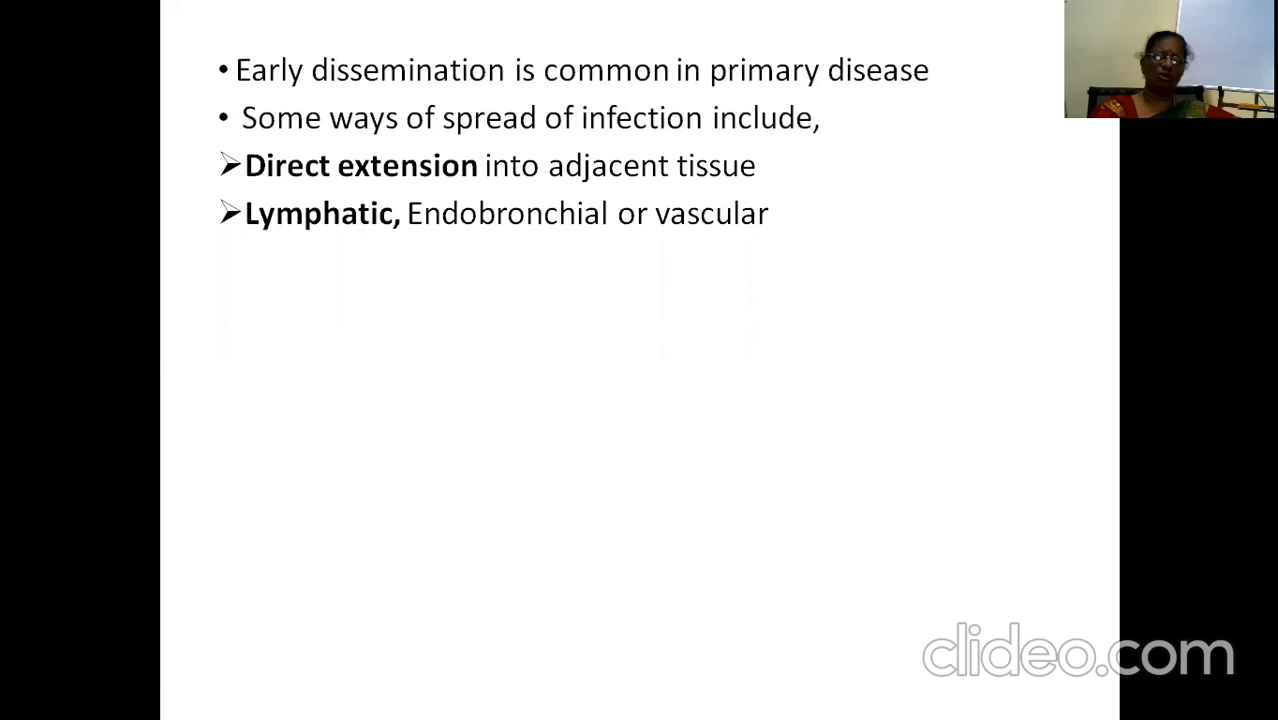 • Early dissemination is common in primary disease
• Some ways of spread of infection include,
➢Direct extension into adjacent tissue
➢Lymphatic, Endobronchial or vascular
clideo.com